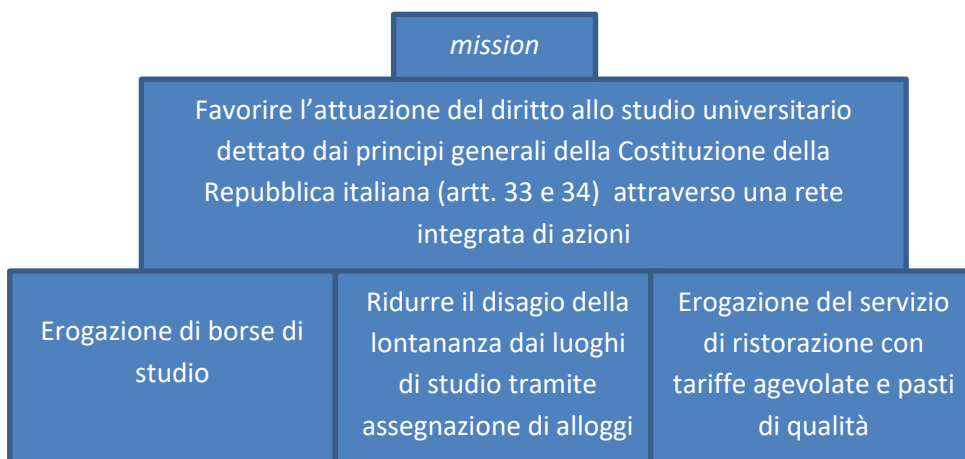 mission
Favorire l’attuazione del diritto allo studio universitario
dettato dai principi generali della Costituzione della
Repubblica italiana (artt. 33 e 34) attraverso una rete
integrata di azioni
Erogazione di borse di
studio
Ridurre il disagio della
lontananza dai luoghi
di studio tramite
assegnazione di alloggi
Erogazione del servizio
di ristorazione con
tariffe agevolate e pasti
di qualità